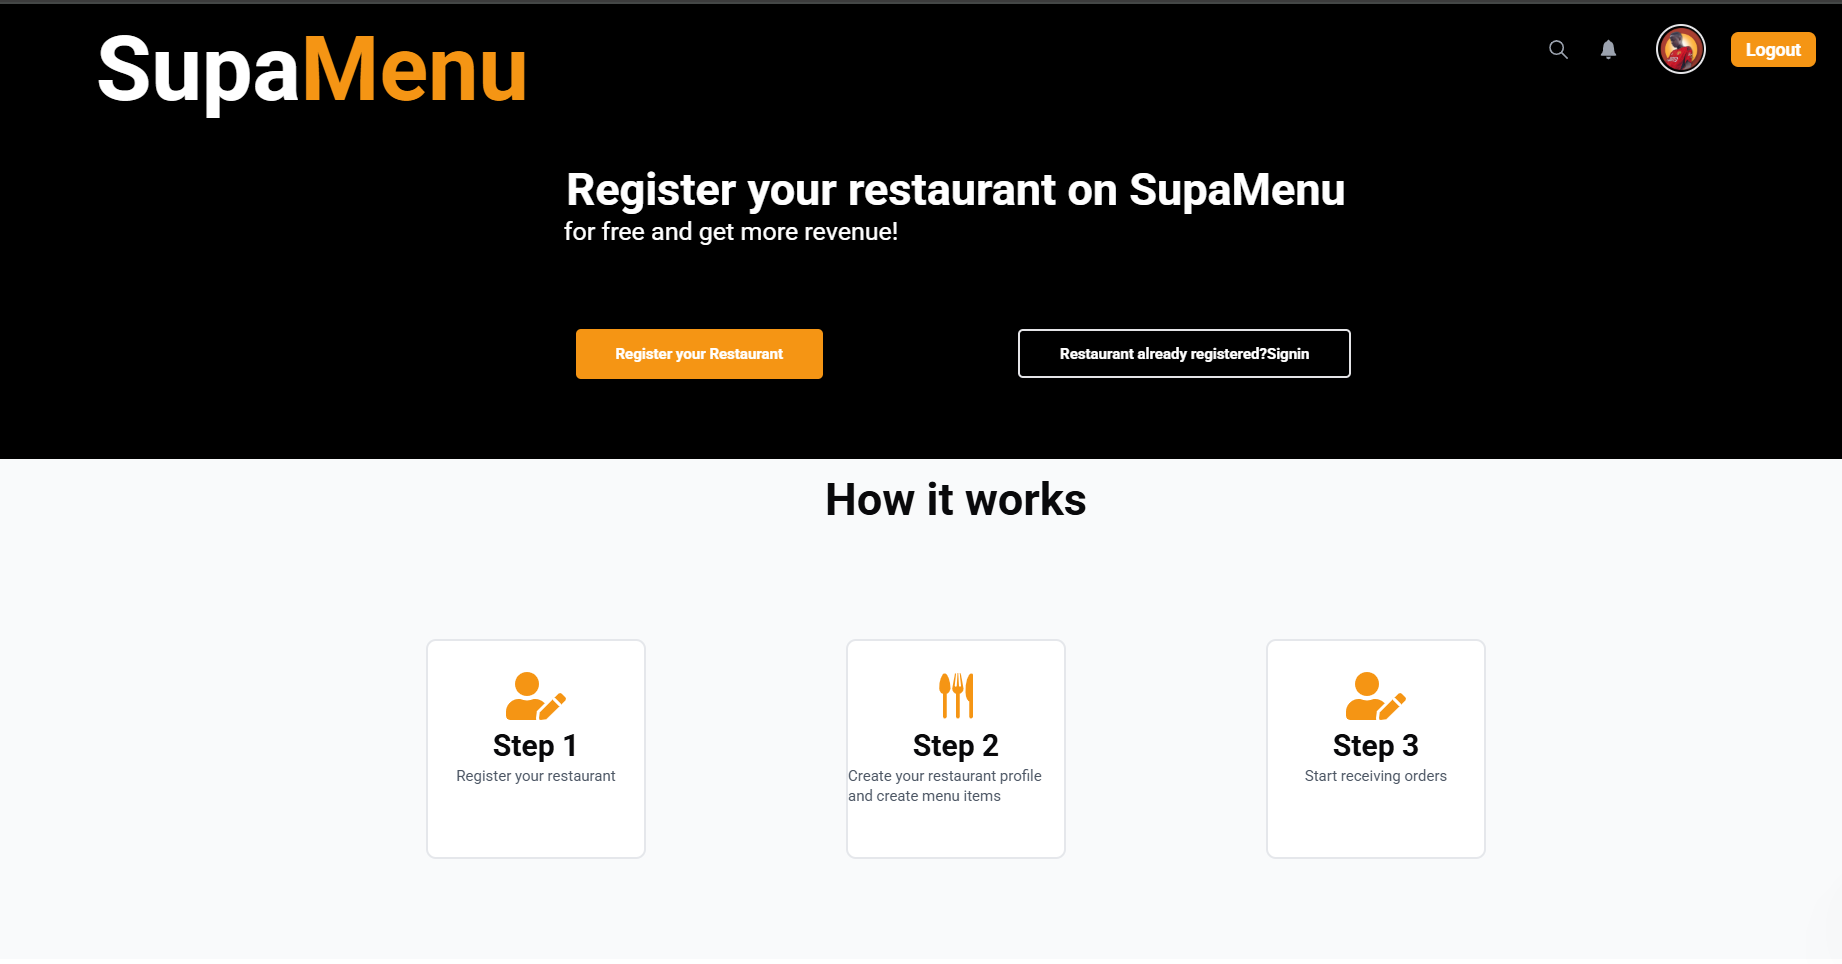 SupaMenu
Logout
Register your restaurant on SupaMenu
for free and get more revenue!
Register your Restaurant
Restaurant already registered?Signin
How it works
Step 1
Register your restaurant
Step 2
Create your restaurant profile
and create menu items
Step 3
Start receiving orders